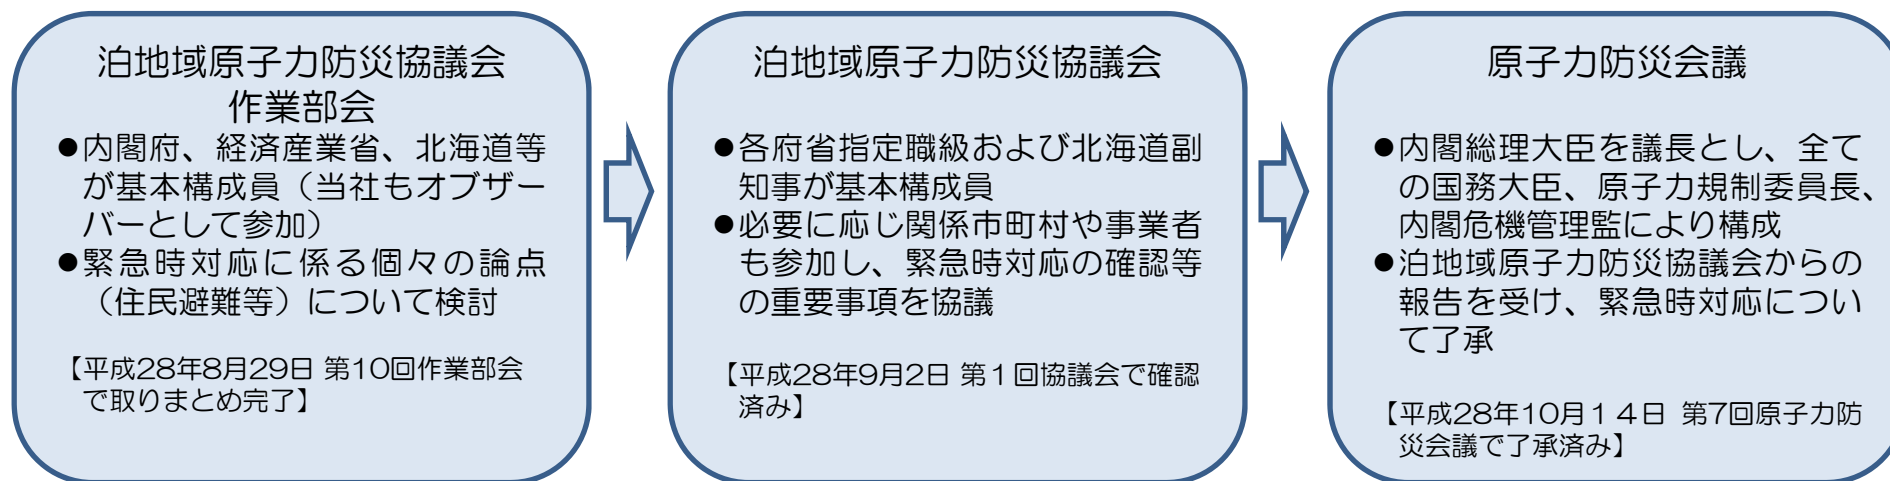 泊地域原子力防災協議会
作業部会
●内閣府、経済産業省、北海道等
が基本構成員（当社もオブザー
バーとして参加）
●緊急時対応に係る個々の論点
（住民避難等）について検討
【平成28年8月29日 第10回作業部会
で取りまとめ完了】
泊地域原子力防災協議会
●各府省指定職級および北海道副
知事が基本構成員
●必要に応じ関係市町村や事業者
も参加し、緊急時対応の確認等
の重要事項を協議
【平成28年9月2日 第１回協議会で確認
済み】
原子力防災会議
●内閣総理大臣を議長とし、全て
の国務大臣、原子力規制委員長、
内閣危機管理監により構成
●泊地域原子力防災協議会からの
報告を受け、緊急時対応につい
て了承
【平成28年10月１４日 第7回原子力防
災会議で了承済み】